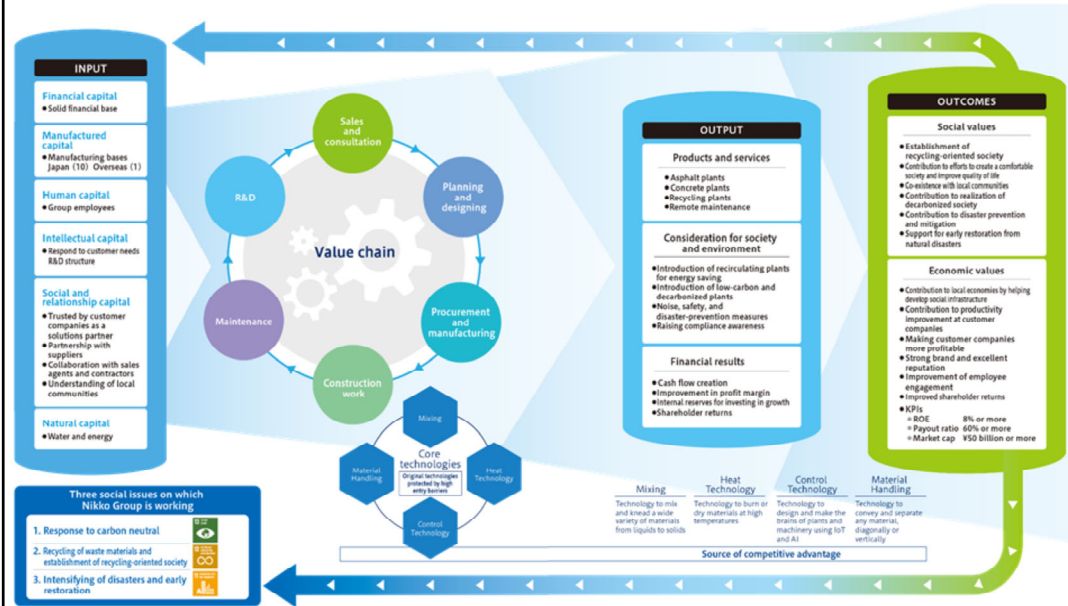 INPUT
Financial capital
● Solid financial base
Manufactured
capital
● Manufacturing bases
Japan (10) Overseas (1)
Human capital
● Group employees
Intellectual capital
● Respond to customer needs
R&D structure
Social and
relationship capital
● Trusted by customer
companies as a
solutions partner
● Partnership with
suppliers
● Collaboration with sales
agents and contractors
● Understanding of local
communities
Natural capital
● Water and energy
Value chain
Sales
and
consultation
Planning
and
designing
Procurement
and
manufacturing
Construction
work
Maintenance
R&D
Core
technologies
Original technologies
protected by high
entry barriers
Mixing
Heat
Technology
Control
Technology
Material
Handling
OUTPUT
Products and services
● Asphalt plants
● Concrete plants
● Recycling plants
● Remote maintenance
Consideration for society
and environment
● Introduction of recirculating plants
for energy saving
● Introduction of low-carbon and
decarbonized plants
● Noise, safety, and
disaster-prevention measures
● Raising compliance awareness
Financial results
● Cash flow creation
● Improvement in profit margin
● Internal reserves for investing in growth
● Shareholder returns
OUTCOMES
Social values
● Establishment of
recycling-oriented society
● Contribution to efforts to create a comfortable
society and improve quality of life
● Co-existence with local communities
● Contribution to realization of
decarbonized society
● Contribution to disaster prevention
and mitigation
● Support for early restoration from
natural disasters
Economic values
● Contribution to local economies by helping
develop social infrastructure
● Contribution to productivity
improvement at customer
companies
● Making customer companies
more profitable
● Strong brand and excellent
reputation
● Improvement of employee
engagement
● Improved shareholder returns
● KPIs
ROE 8% or more
Payout ratio 60% or more
Market cap ¥50 billion or more
Mixing
Technology to mix
and knead a wide
variety of materials
from liquids to solids
Heat
Technology
Technology to burn or
dry materials at high
temperatures
Control
Technology
Technology to
design and make the
brains of plants and
machinery using IoT
and AI
Material
Handling
Technology to
convey and separate
any material,
diagonally or
vertically
Source of competitive advantage
Three social issues on which
Nikko Group is working
1. Response to carbon neutral
2. Recycling of waste materials and
establishment of recycling-oriented society
3. Intensifying of disasters and early
restoration